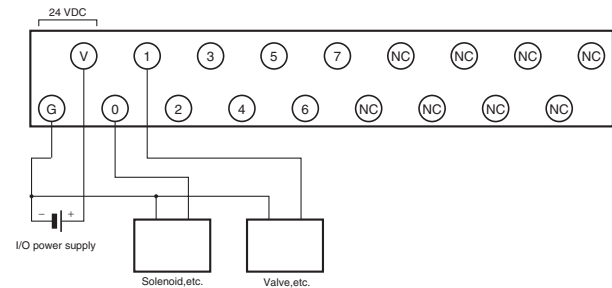 24 VDC
V 1 3 5 7 NC NC NC NC
G 0 2 4 6 NC NC NC NC
− +
I/O power supply
Solenoid,etc. Valve,etc.